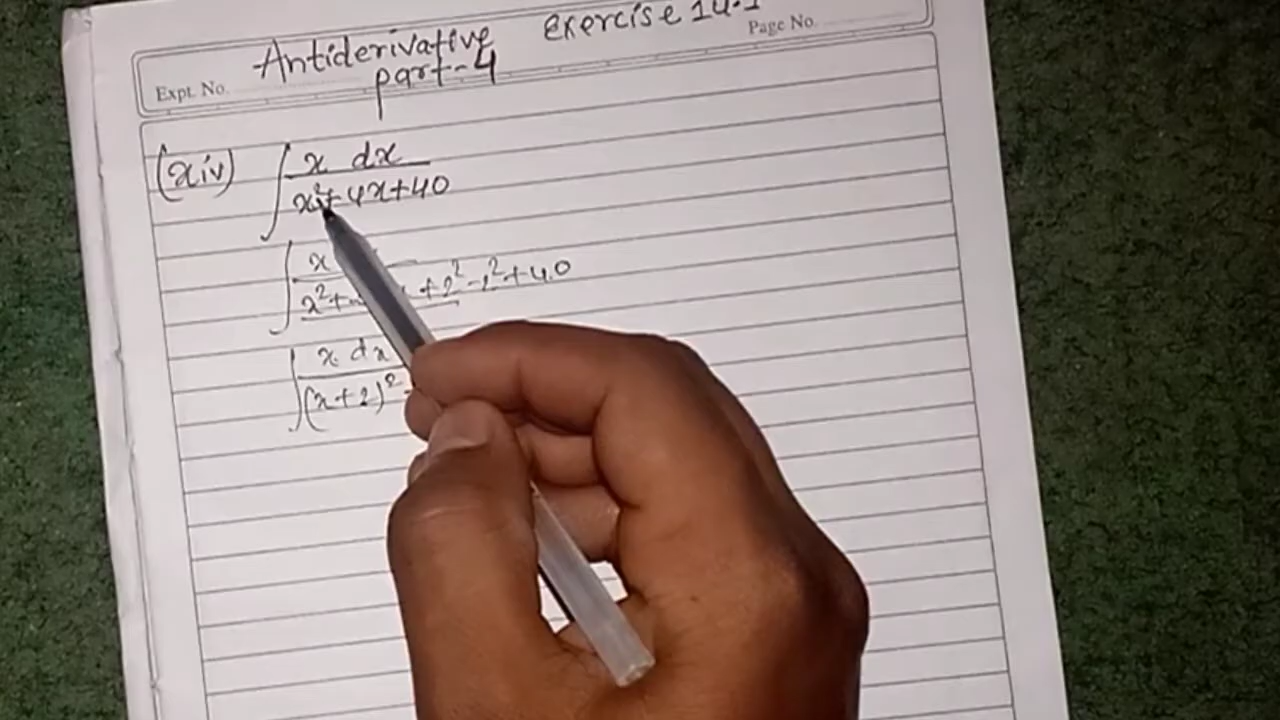 Antiderivative Exercise 14.1
part-4
Expt. No. Page No.
(xiv) ∫ x dx / x²+4x+40
∫ x / x²+ +2²-2²+40
∫ x dx / (x+2)²